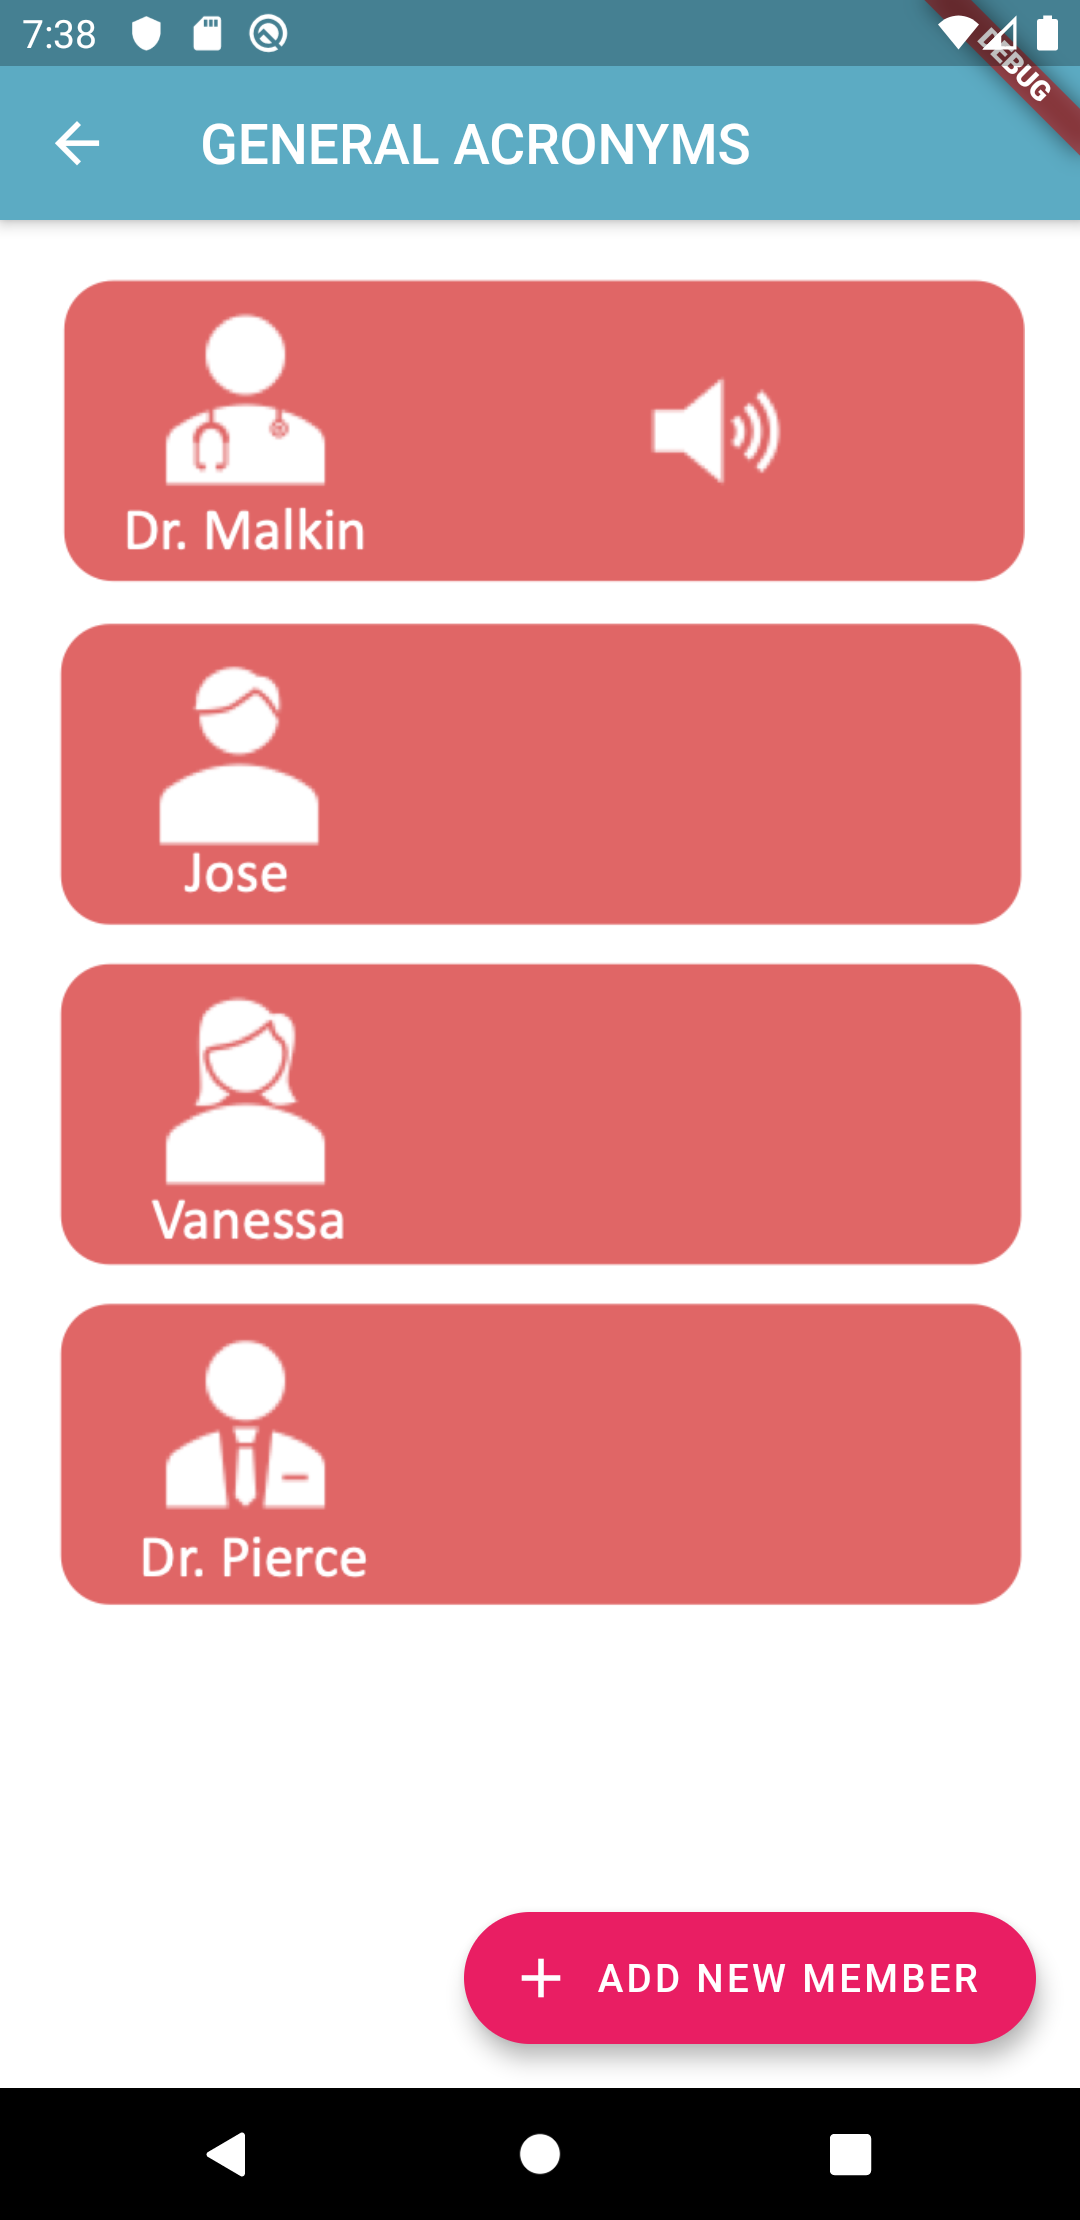 7:38
DEBUG
GENERAL ACRONYMS
Dr. Malkin
Jose
Vanessa
Dr. Pierce
ADD NEW MEMBER